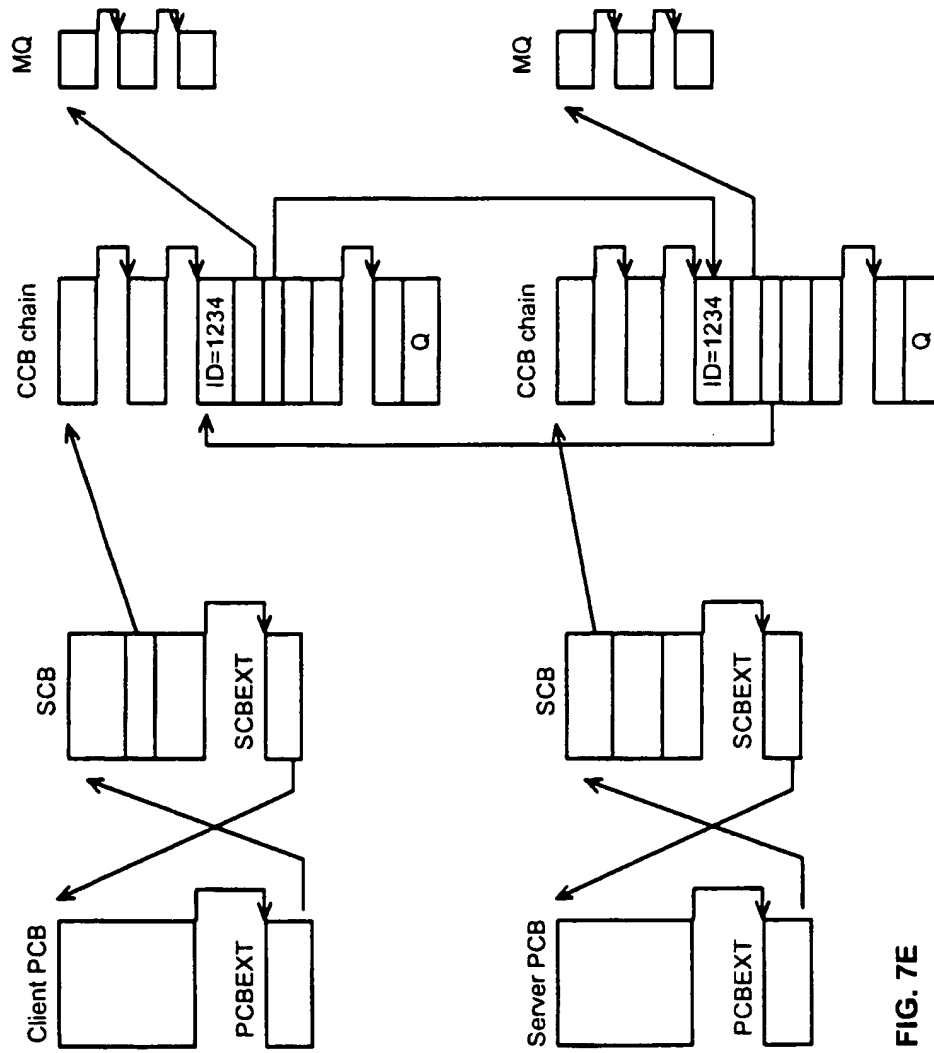 Client PCB
PCBEXT
SCB
SCBEXT
CCB chain
ID=1234
Q
MQ
Server PCB
PCBEXT
SCB
SCBEXT
CCB chain
ID=1234
Q
MQ
FIG. 7E